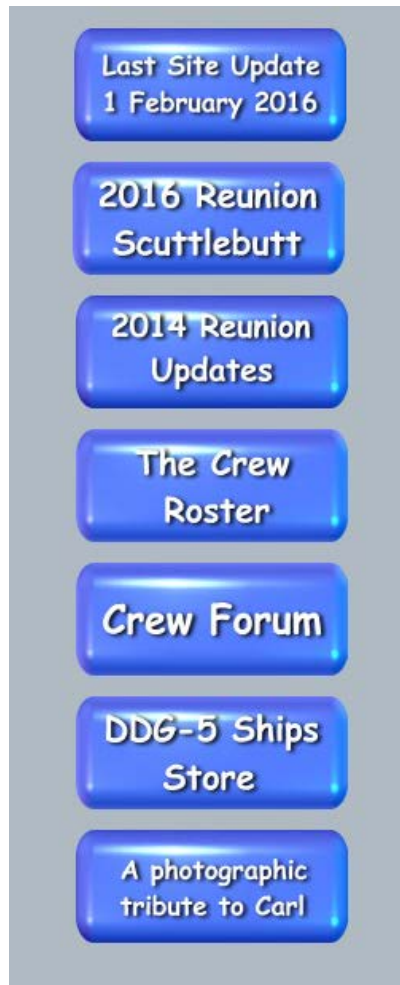 Last Site Update
1 February 2016
2016 Reunion
Scuttlebutt
2014 Reunion
Updates
The Crew
Roster
Crew Forum
DDG-5 Ships
Store
A photographic
tribute to Carl